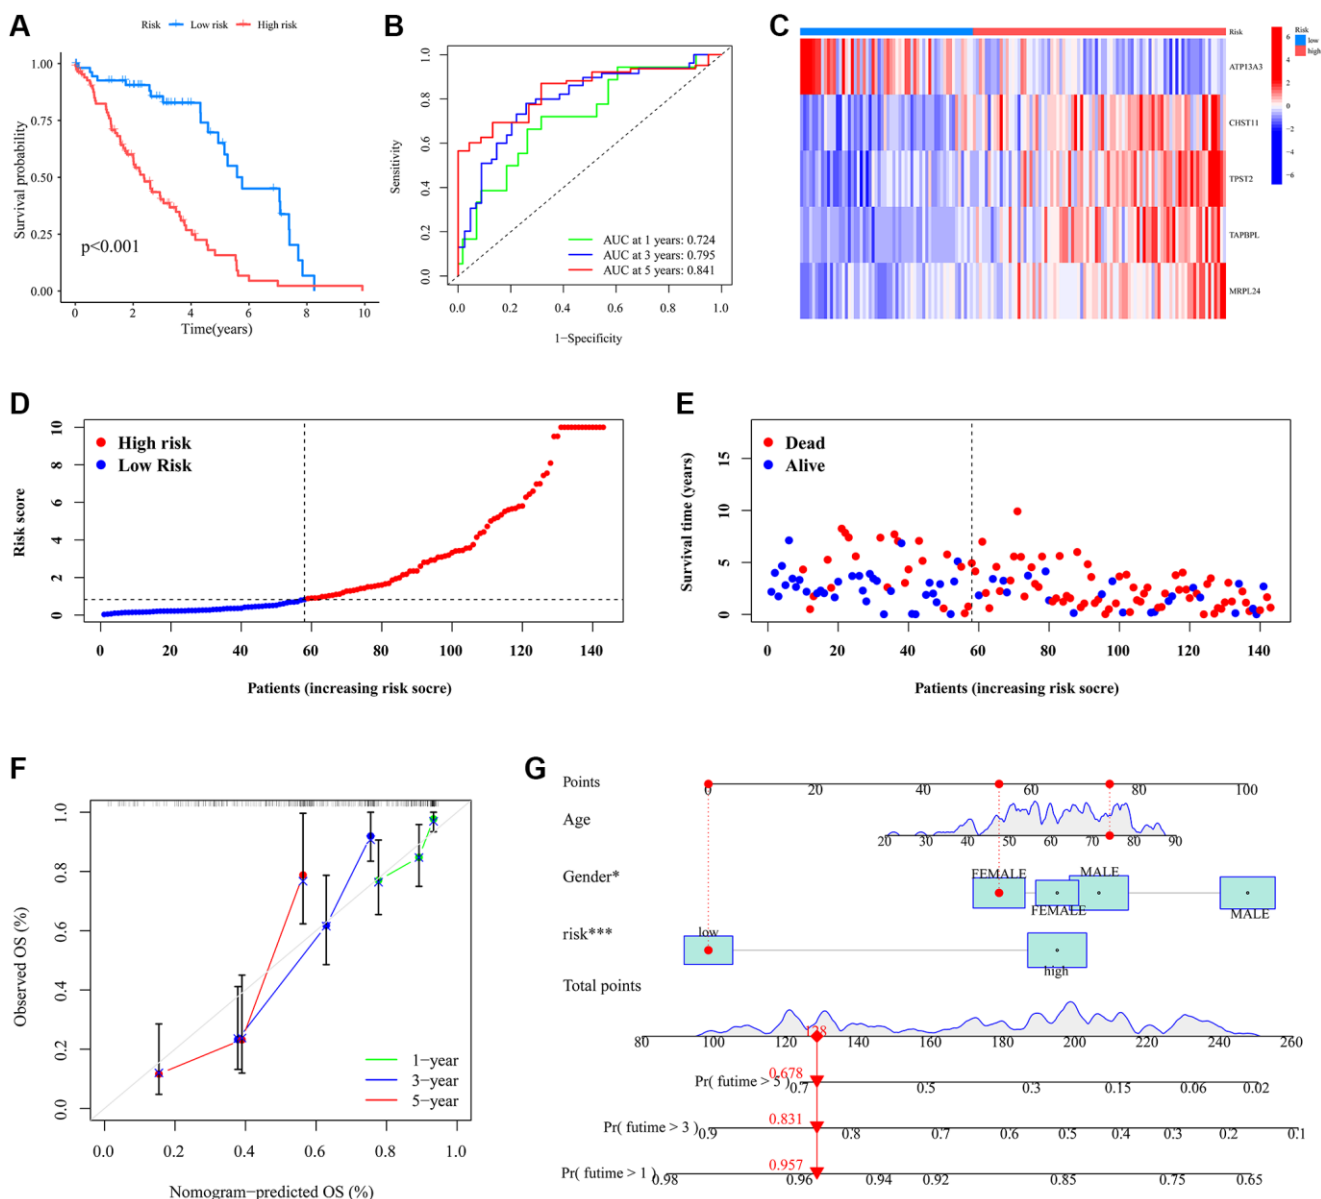 A
Risk Low risk High risk
Survival probability
1.00
0.75
0.50
0.25
0.00
p<0.001
0 2 4 6 8 10
Time(years)
B
Sensitivity
1.0
0.8
0.6
0.4
0.2
0.0
AUC at 1 years: 0.724
AUC at 3 years: 0.795
AUC at 5 years: 0.841
0.0 0.2 0.4 0.6 0.8 1.0
1−Specificity
C
Risk
ATP13A3
CHST11
TPST2
TAPBPL
MRPL24
6
4
2
0
−2
−4
−6
Risk
low
high
D
Risk score
10
8
6
4
2
0
High risk
Low Risk
0 20 40 60 80 100 120 140
Patients (increasing risk socre)
E
Survival time (years)
15
10
5
0
Dead
Alive
0 20 40 60 80 100 120 140
Patients (increasing risk socre)
F
Observed OS (%)
1.0
0.8
0.6
0.4
0.2
0.0
1−year
3−year
5−year
0.0 0.2 0.4 0.6 0.8 1.0
Nomogram−predicted OS (%)
G
Points
0 20 40 60 80 100
Age
20 30 40 50 60 70 80 90
Gender*
FEMALE MALE
FEMALE MALE
risk***
low
high
Total points
128
80 100 120 140 160 180 200 220 240 260
0.678
Pr( futime > 5 )
0.7 0.5 0.3 0.15 0.06 0.02
0.831
Pr( futime > 3 )
0.9 0.8 0.7 0.6 0.5 0.4 0.3 0.2 0.1
0.957
Pr( futime > 1 )
0.98 0.96 0.94 0.92 0.85 0.75 0.65